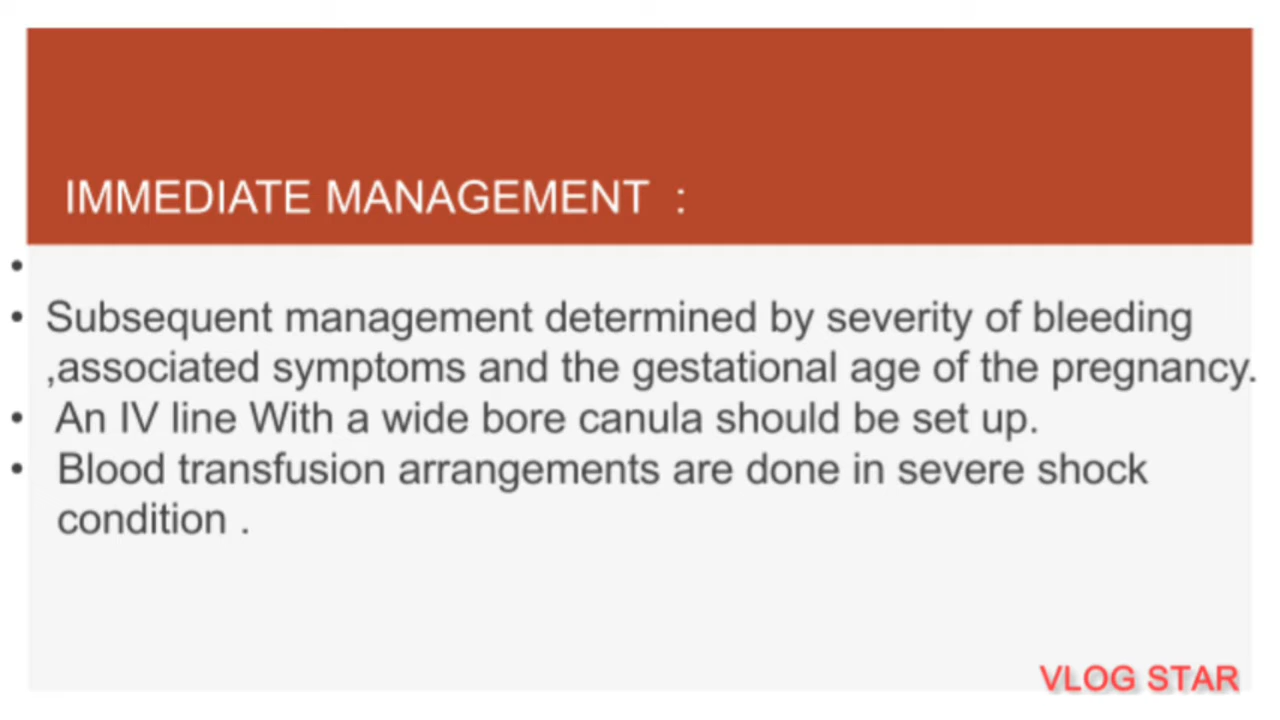 IMMEDIATE MANAGEMENT  :
•
• Subsequent management determined by severity of bleeding
,associated symptoms and the gestational age of the pregnancy.
• An IV line With a wide bore canula should be set up.
• Blood transfusion arrangements are done in severe shock
condition .
VLOG STAR